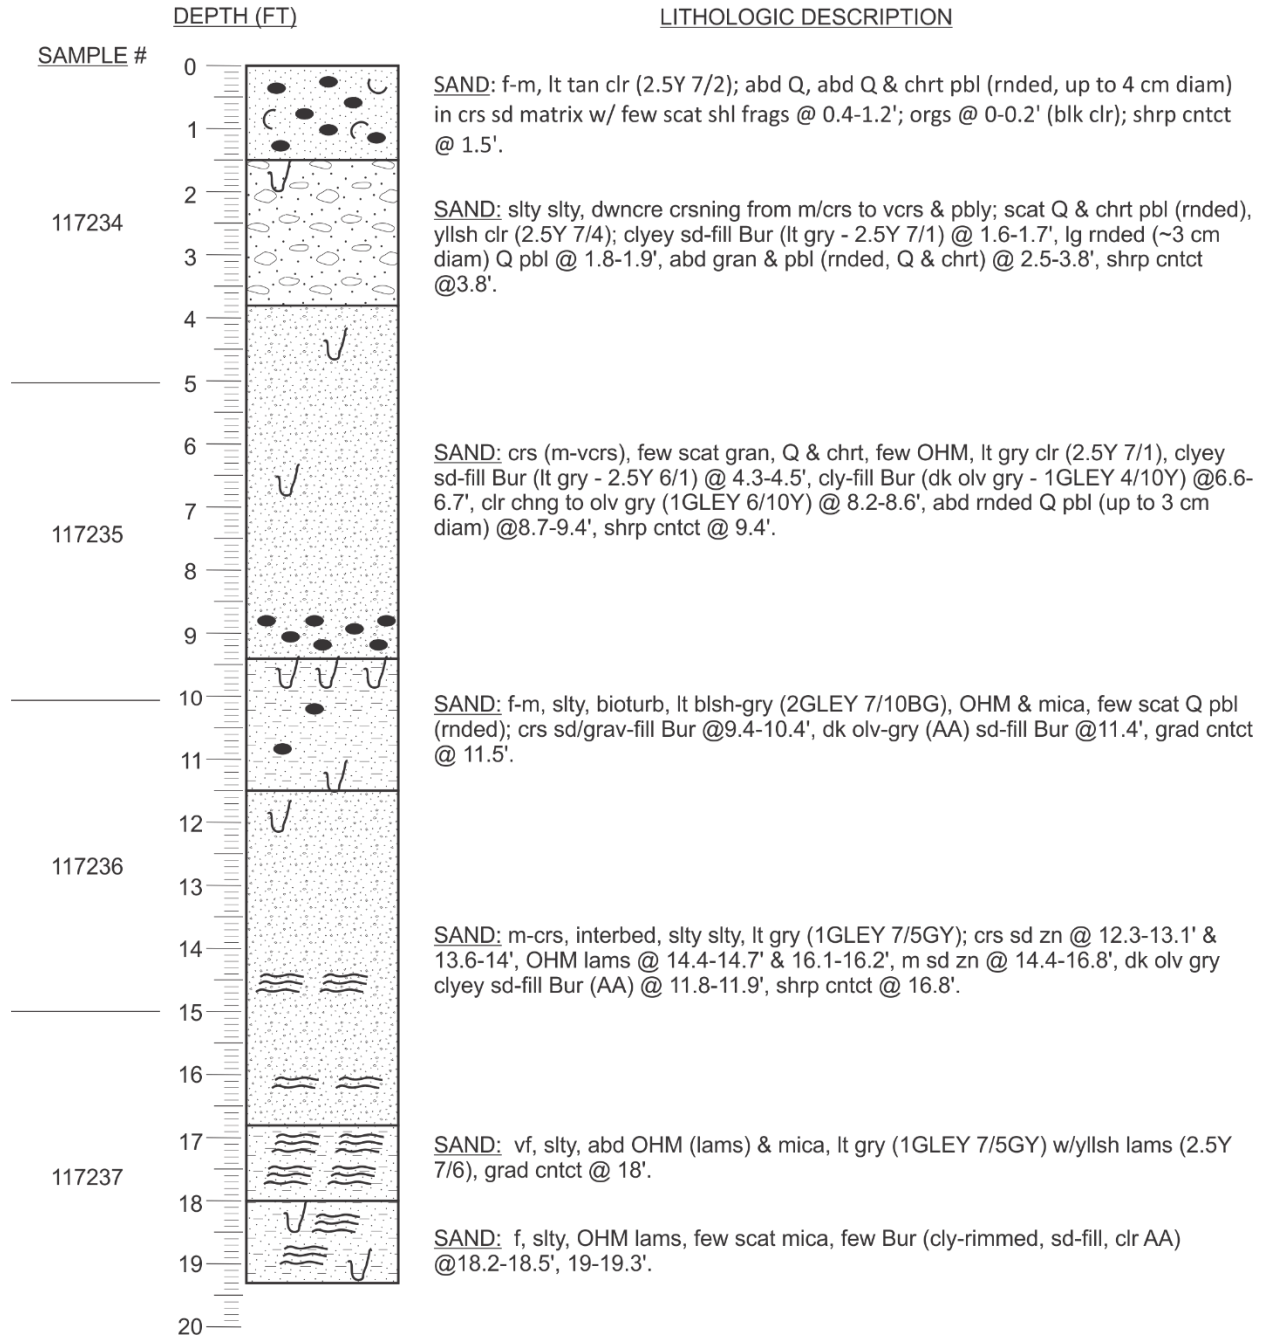 DEPTH (FT)
LITHOLOGIC DESCRIPTION
SAMPLE #
0
SAND: f-m, lt tan clr (2.5Y 7/2); abd Q, abd Q & chrt pbl (rnded, up to 4 cm diam)
in crs sd matrix w/ few scat shl frags @ 0.4-1.2'; orgs @ 0-0.2' (blk clr); shrp cntct
@ 1.5'.
1
2
117234
SAND: slty slty, dwncre crsning from m/crs to vcrs & pbly; scat Q & chrt pbl (rnded),
yllsh clr (2.5Y 7/4); clyey sd-fill Bur (lt gry - 2.5Y 7/1) @ 1.6-1.7', lg rnded (~3 cm
diam) Q pbl @ 1.8-1.9', abd gran & pbl (rnded, Q & chrt) @ 2.5-3.8', shrp cntct
@3.8'.
3
4
5
6
SAND: crs (m-vcrs), few scat gran, Q & chrt, few OHM, lt gry clr (2.5Y 7/1), clyey
sd-fill Bur (lt gry - 2.5Y 6/1) @ 4.3-4.5', cly-fill Bur (dk olv gry - 1GLEY 4/10Y) @6.6-
6.7', clr chng to olv gry (1GLEY 6/10Y) @ 8.2-8.6', abd rnded Q pbl (up to 3 cm
diam) @8.7-9.4', shrp cntct @ 9.4'.
7
117235
8
9
10
SAND: f-m, slty, bioturb, lt blsh-gry (2GLEY 7/10BG), OHM & mica, few scat Q pbl
(rnded); crs sd/grav-fill Bur @9.4-10.4', dk olv-gry (AA) sd-fill Bur @11.4', grad cntct
@ 11.5'.
11
12
117236
13
14
SAND: m-crs, interbed, slty slty, lt gry (1GLEY 7/5GY); crs sd zn @ 12.3-13.1' &
13.6-14', OHM lams @ 14.4-14.7' & 16.1-16.2', m sd zn @ 14.4-16.8', dk olv gry
clyey sd-fill Bur (AA) @ 11.8-11.9', shrp cntct @ 16.8'.
15
16
17
SAND: vf, slty, abd OHM (lams) & mica, lt gry (1GLEY 7/5GY) w/yllsh lams (2.5Y
7/6), grad cntct @ 18'.
117237
18
SAND: f, slty, OHM lams, few scat mica, few Bur (cly-rimmed, sd-fill, clr AA)
@18.2-18.5', 19-19.3'.
19
20